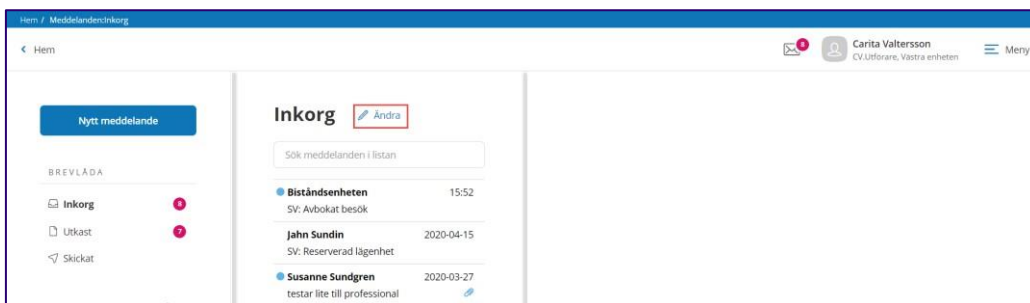 Hem / Meddelanden:Inkorg
Hem
8
Carita Valtersson
CV.Utförare, Västra enheten
Meny
Nytt meddelande
BREVLÅDA
Inkorg 8
Utkast 7
Skickat
Inkorg Ändra
Sök meddelanden i listan
Biståndsenheten 15:52
SV: Avbokat besök
Jahn Sundin 2020-04-15
SV: Reserverad lägenhet
Susanne Sundgren 2020-03-27
testar lite till professional